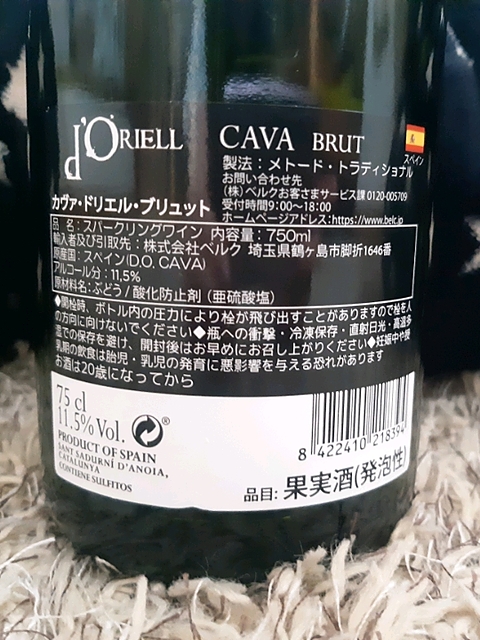 d'ORIELL CAVA BRUT
スペイン
製法：メトード・トラディショナル
お問い合わせ先
(株)ベルクお客さまサービス課 0120-005709
受付時間9:00～18:00
カヴァ・ドリエル・ブリュット ホームページアドレス:https://www.belc.jp
品 名：スパークリングワイン 内容量：750ml
輸入者及び引取先：株式会社ベルク 埼玉県鶴ヶ島市脚折1646番
原産国：スペイン(D.O. CAVA)
アルコール分：11.5%
原材料名：ぶどう / 酸化防止剤 (亜硫酸塩)
◆開栓時、ボトル内の圧力により栓が飛び出すことがありますので栓を人
の方向に向けないでください◆瓶への衝撃・冷凍保存・直射日光・高温多
湿での保存を避け、開封後はお早めにお召し上がりください◆妊娠中や授
乳期の飲食は胎児・乳児の発育に悪影響を与える恐れがあります
お酒は20歳になってから
75 cl
11.5% Vol. ®
PRODUCT OF SPAIN
SANT SADURNÍ D'ANOIA,
CATALUNYA
CONTIENE SULFITOS
8 422410 218394
品目: 果実酒(発泡性)